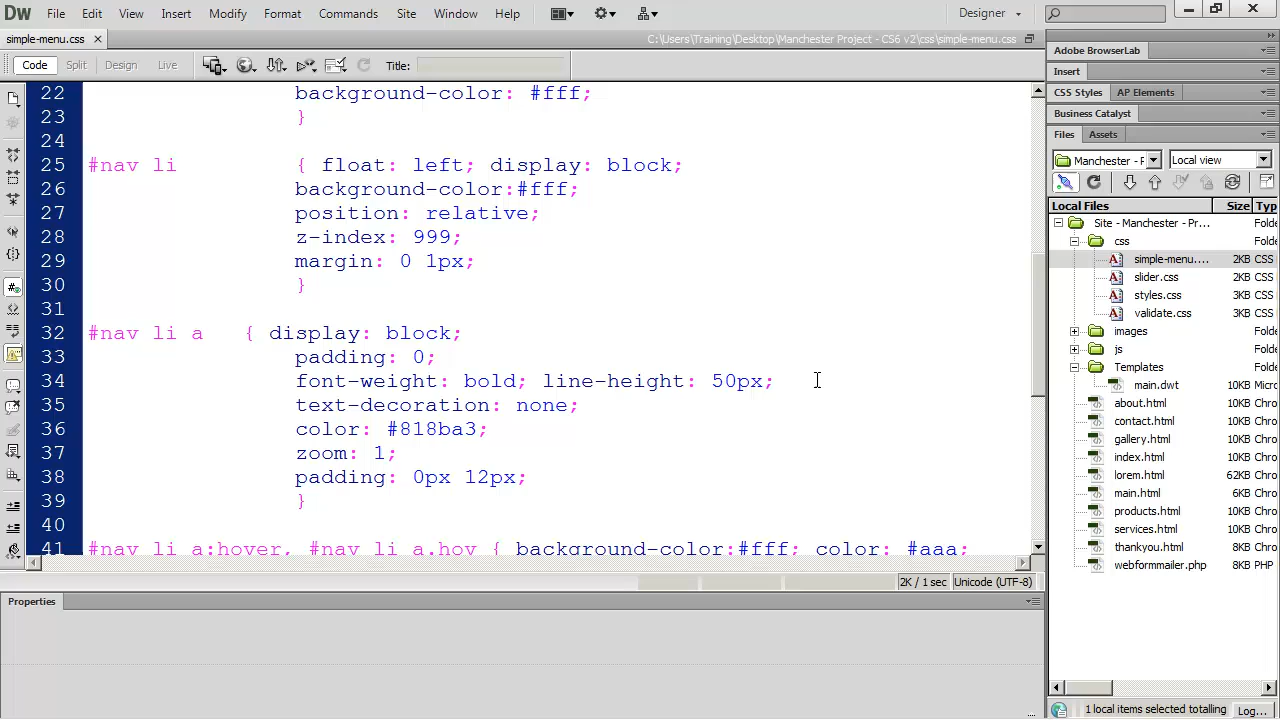 Dw File Edit View Insert Modify Format Commands Site Window Help Designer
simple-menu.css x C:\Users\Training\Desktop\Manchester Project - CS6 v2\css\simple-menu.css
Code Split Design Live Title:
22 background-color: #fff;
23 }
24
25 #nav li { float: left; display: block;
26 background-color:#fff;
27 position: relative;
28 z-index: 999;
29 margin: 0 1px;
30 }
31
32 #nav li a { display: block;
33 padding: 0;
34 font-weight: bold; line-height: 50px;
35 text-decoration: none;
36 color: #818ba3;
37 zoom: 1;
38 padding: 0px 12px;
39 }
40
41 #nav li a:hover, #nav li a.hov { background-color:#fff; color: #aaa;
2K / 1 sec Unicode (UTF-8)
Properties
Adobe BrowserLab
Insert
CSS Styles AP Elements
Business Catalyst
Files Assets
Manchester - F Local view
Local Files Size Typ
Site - Manchester - Pr... Folde
css Folde
simple-menu.... 2KB CSS
slider.css 2KB CSS
styles.css 3KB CSS
validate.css 3KB CSS
images Folde
js Folde
Templates Folde
main.dwt 10KB Micro
about.html 10KB Chro
contact.html 10KB Chro
gallery.html 10KB Chro
index.html 10KB Chro
lorem.html 62KB Chro
main.html 6KB Chro
products.html 10KB Chro
services.html 10KB Chro
thankyou.html 8KB Chro
webformmailer.php 8KB PHP
1 local items selected totalling Log...